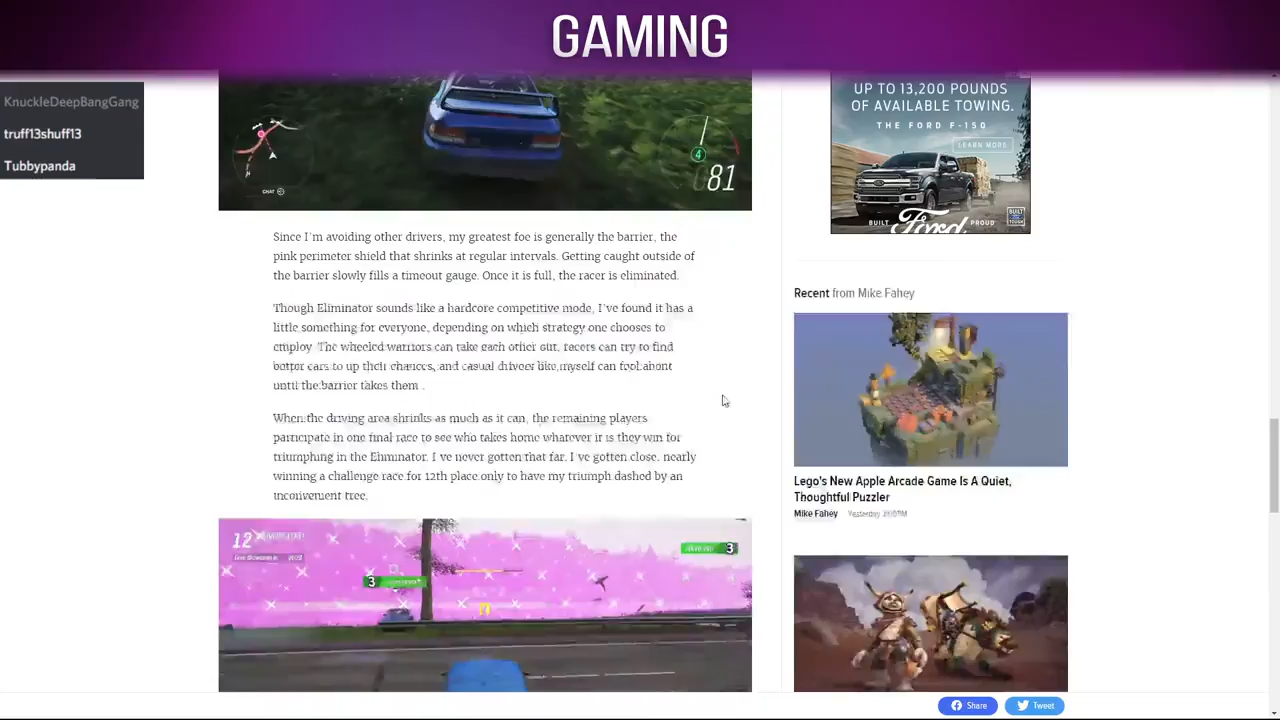 GAMING
KnuckleDeepBangGang
truff13shuff13
Tubbypanda
CHAT
4
81
UP TO 13,200 POUNDS
OF AVAILABLE TOWING.
THE FORD F-150
LEARN MORE
BUILT Ford PROUD
BUILT Ford TOUGH
Since I'm avoiding other drivers, my greatest foe is generally the barrier, the
pink perimeter shield that shrinks at regular intervals. Getting caught outside of
the barrier slowly fills a timeout gauge. Once it is full, the racer is eliminated.
Though Eliminator sounds like a hardcore competitive mode, I've found it has a
little something for everyone, depending on which strategy one chooses to
employ. The wheeled warriors can take each other out, racers can try to find
better cars to up their chances, and casual drivers like myself can fool about
until the barrier takes them .
When the driving area shrinks as much as it can, the remaining players
participate in one final race to see who takes home whatever it is they win for
triumphing in the Eliminator. I've never gotten that far. I've gotten close, nearly
winning a challenge race for 12th place only to have my triumph dashed by an
inconvenient tree.
12
3
3
Recent from Mike Fahey
Lego's New Apple Arcade Game Is A Quiet,
Thoughtful Puzzler
Mike Fahey Yesterday
Share
Tweet